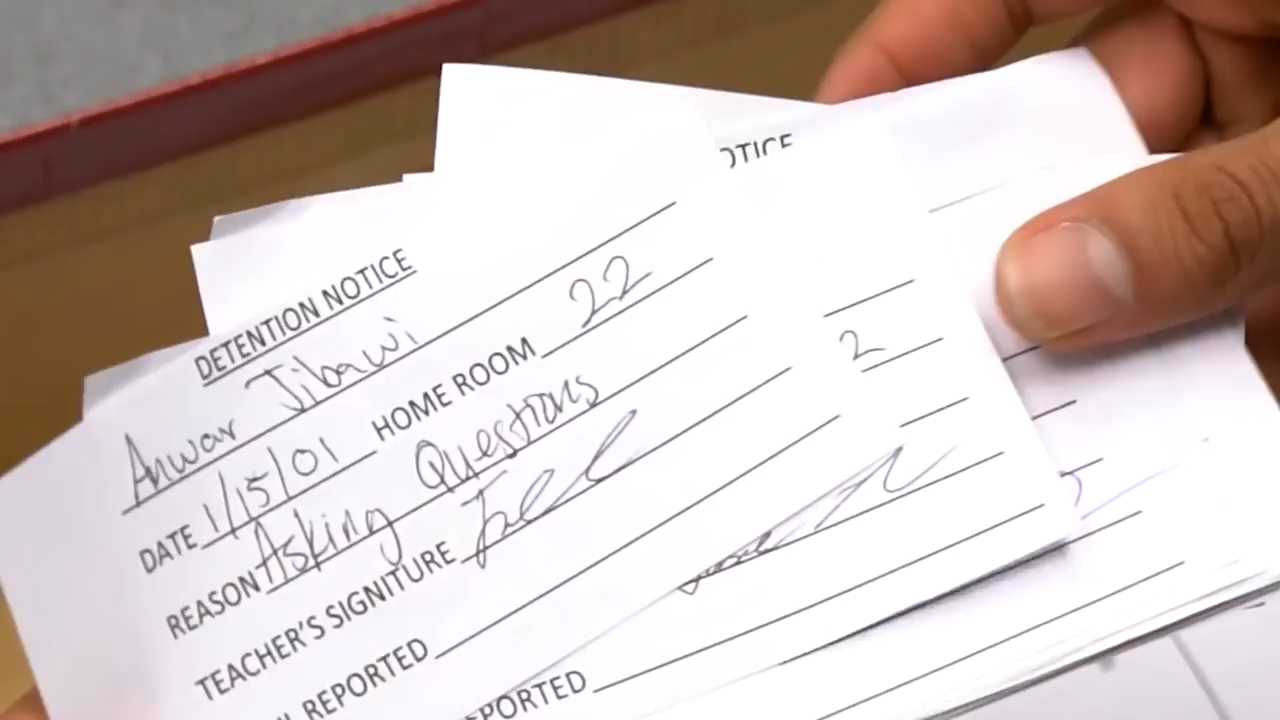 DETENTION NOTICE
Anwar Jibawi
DATE 1/15/01 HOME ROOM 22
REASON Asking Questions
TEACHER'S SIGNITURE
REPORTED
OTICE
2
PORTED